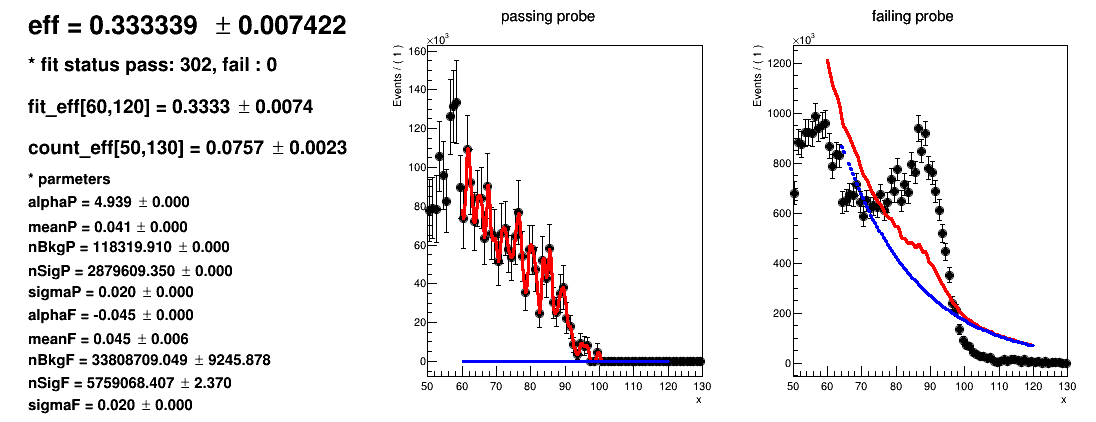 eff = 0.333339 ± 0.007422
* fit status pass: 302, fail : 0
fit_eff[60,120] = 0.3333 ± 0.0074
count_eff[50,130] = 0.0757 ± 0.0023
* parmeters
alphaP = 4.939 ± 0.000
meanP = 0.041 ± 0.000
nBkgP = 118319.910 ± 0.000
nSigP = 2879609.350 ± 0.000
sigmaP = 0.020 ± 0.000
alphaF = -0.045 ± 0.000
meanF = 0.045 ± 0.006
nBkgF = 33808709.049 ± 9245.878
nSigF = 5759068.407 ± 2.370
sigmaF = 0.020 ± 0.000
passing probe
×10³
Events / ( 1 )
160
140
120
100
80
60
40
20
0
50 60 70 80 90 100 110 120 130
x
failing probe
×10³
Events / ( 1 )
1200
1000
800
600
400
200
0
50 60 70 80 90 100 110 120 130
x